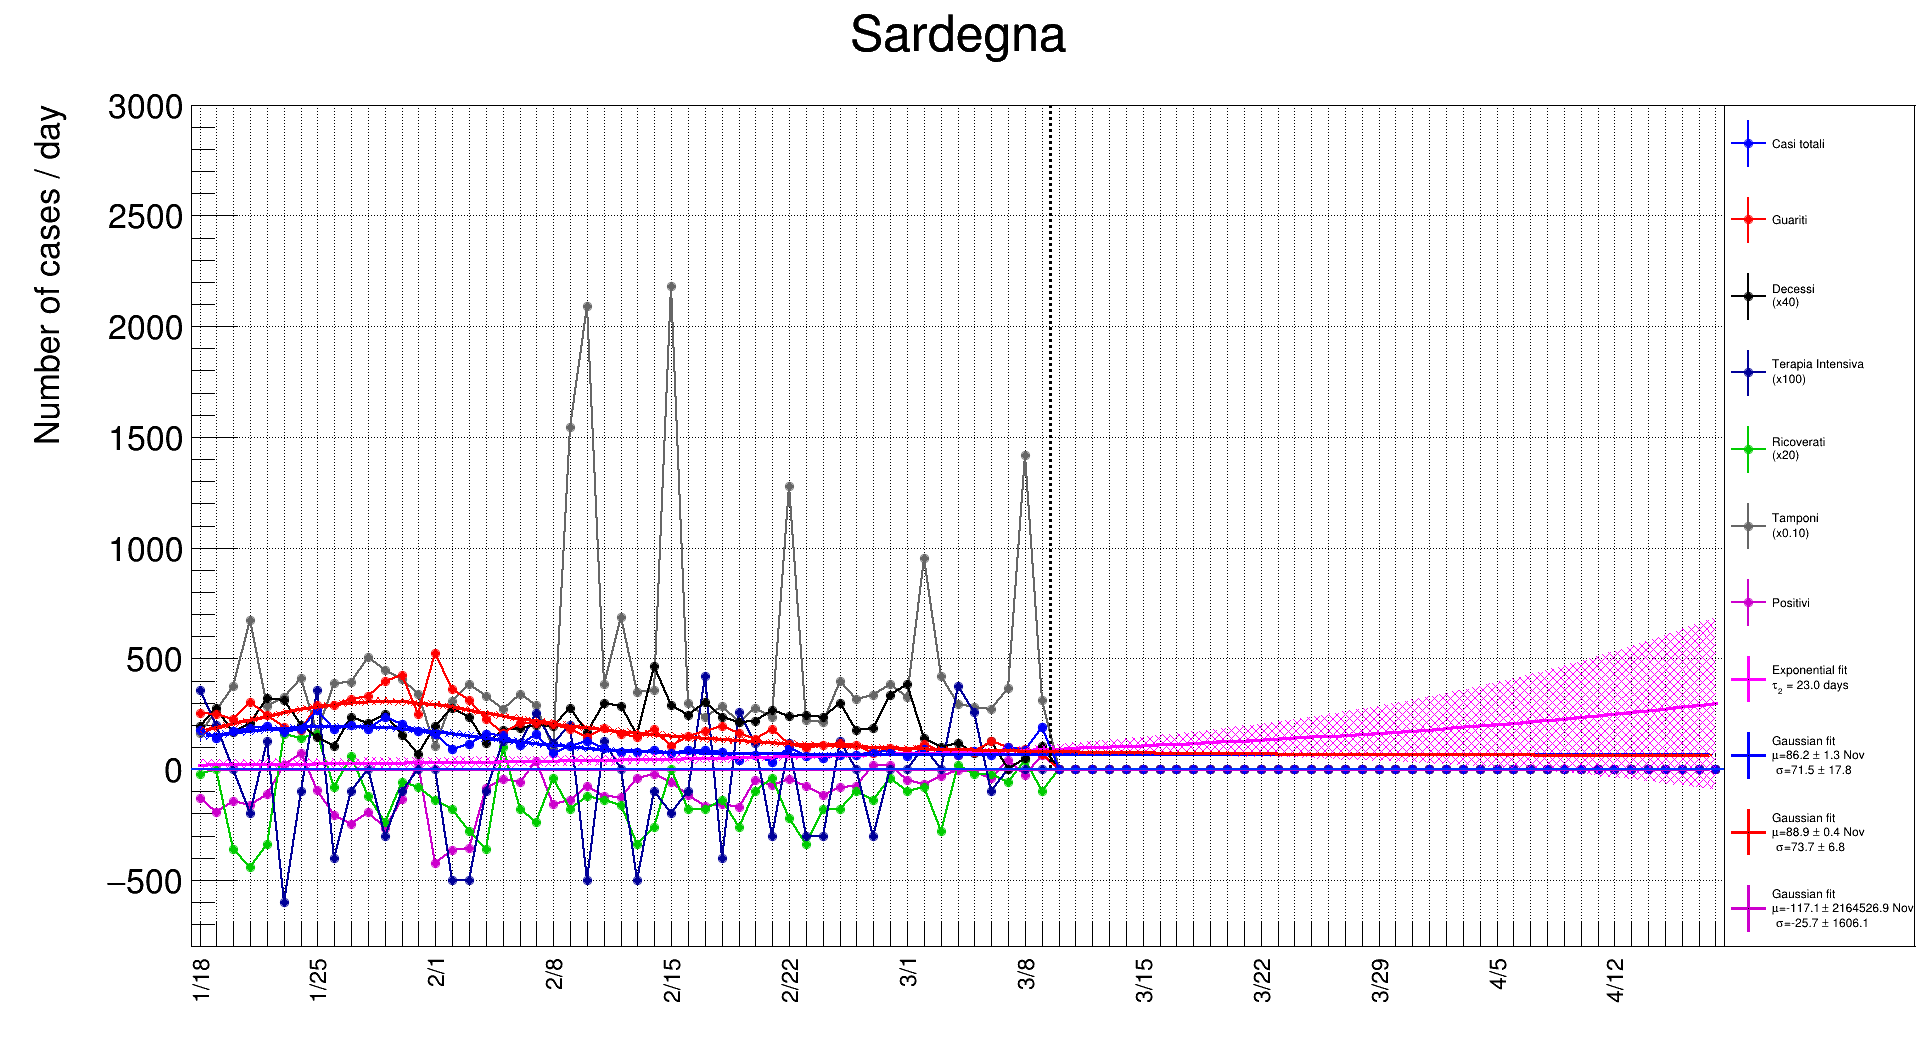 Sardegna
Number of cases / day
3000
2500
2000
1500
1000
500
0
−500
1/18
1/25
2/1
2/8
2/15
2/22
3/1
3/8
3/15
3/22
3/29
4/5
4/12
Casi totali
Guariti
Decessi
(x40)
Terapia Intensiva
(x100)
Ricoverati
(x20)
Tamponi
(x0.10)
Positivi
Exponential fit
τ2 = 23.0 days
Gaussian fit
μ=86.2 ± 1.3 Nov
σ=71.5 ± 17.8
Gaussian fit
μ=88.9 ± 0.4 Nov
σ=73.7 ± 6.8
Gaussian fit
μ=-117.1 ± 2164526.9 Nov
σ=-25.7 ± 1606.1